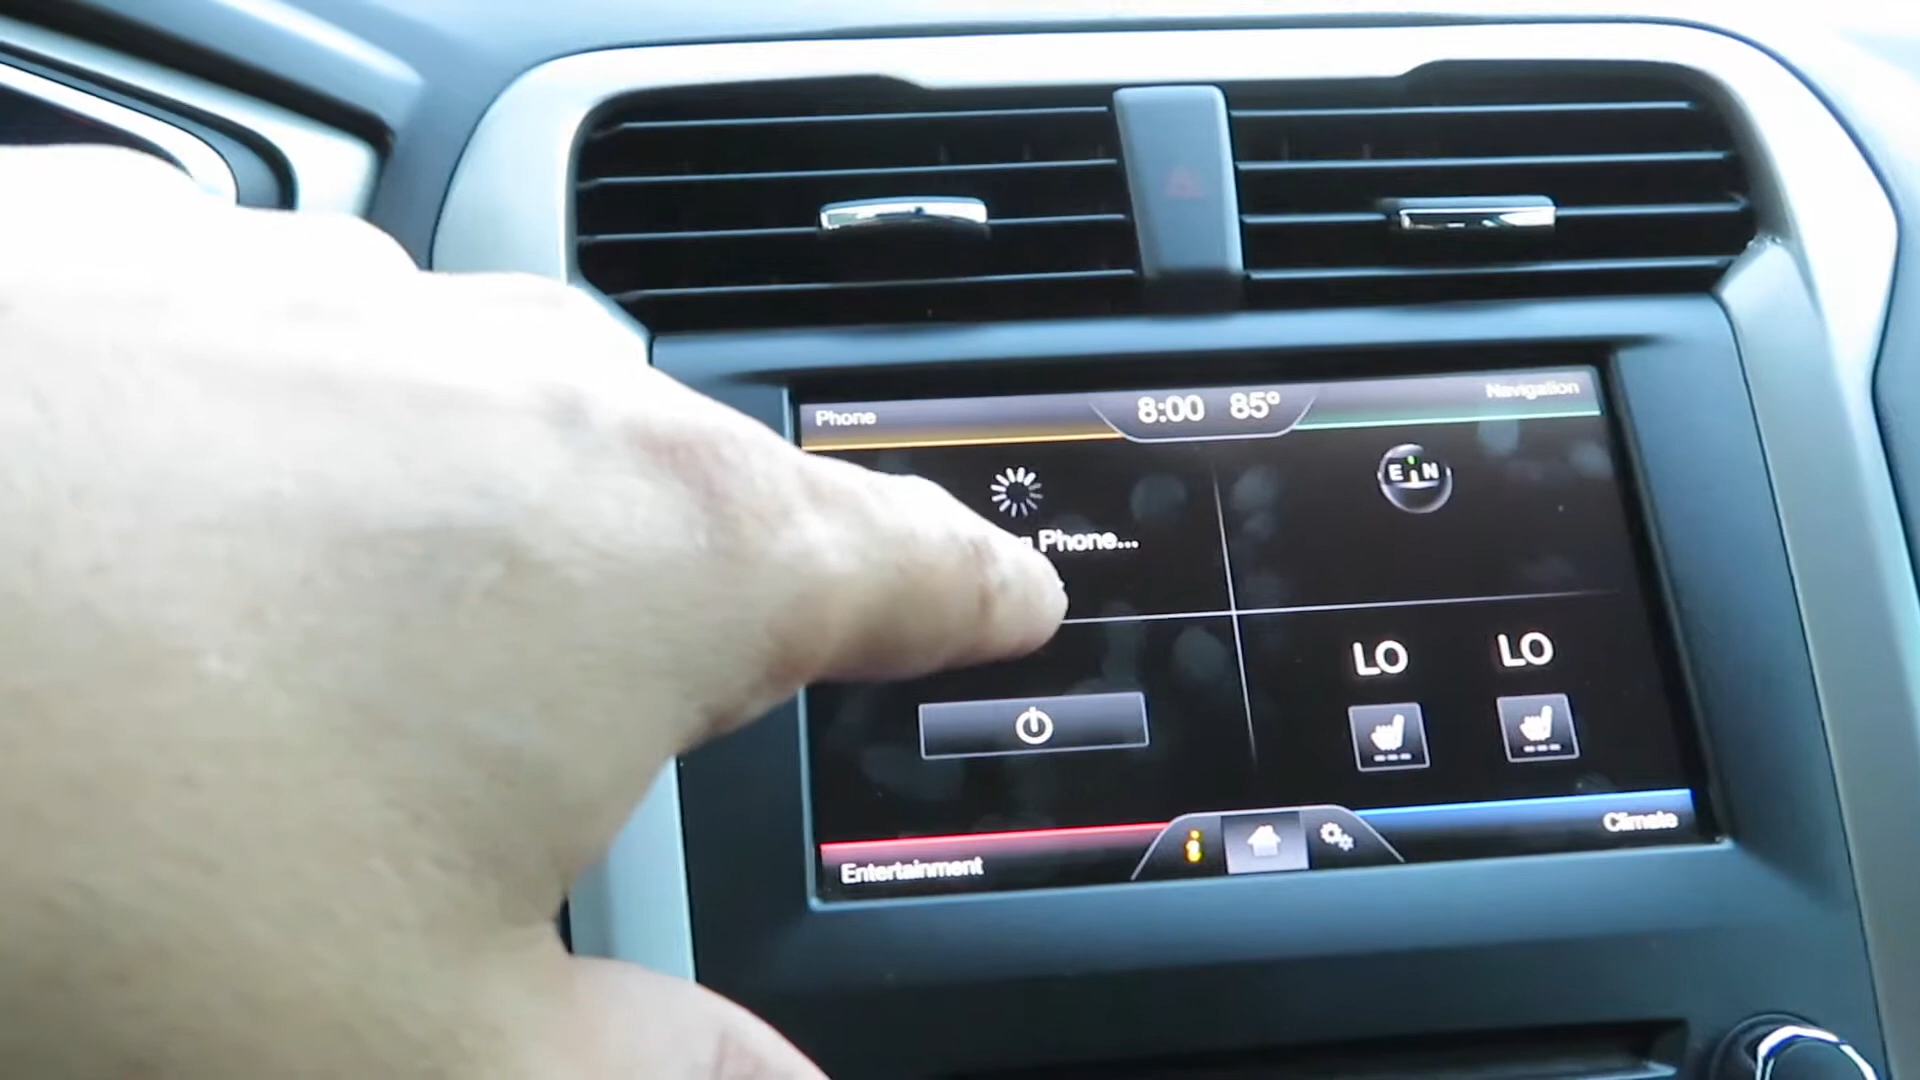 Phone
8:00 85°
Navigation
E N
Phone...
LO LO
Entertainment
Climate